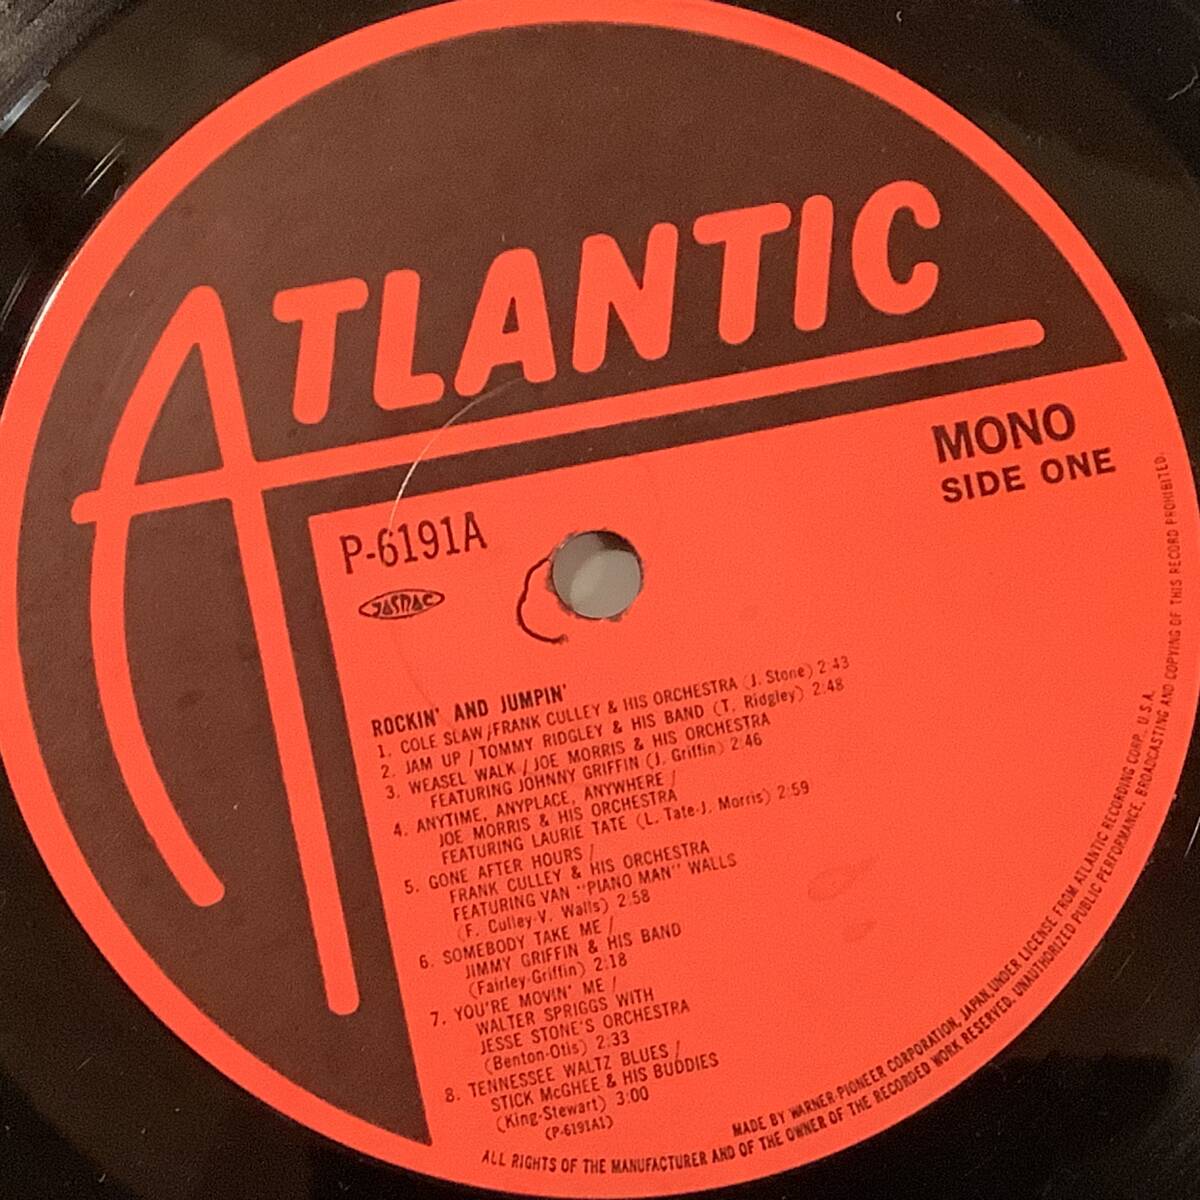 ATLANTIC
MONO
SIDE ONE
P-6191A
JASRAC
ROCKIN' AND JUMPIN'
1. COLE SLAW/FRANK CULLEY & HIS ORCHESTRA (J. Stone) 2:43
2. JAM UP/TOMMY RIDGLEY & HIS BAND (T. Ridgley) 2:48
3. WEASEL WALK/JOE MORRIS & HIS ORCHESTRA
FEATURING JOHNNY GRIFFIN (J. Griffin) 2:46
4. ANYTIME, ANYPLACE, ANYWHERE/
JOE MORRIS & HIS ORCHESTRA
FEATURING LAURIE TATE (L. Tate-J. Morris) 2:59
5. GONE AFTER HOURS/
FRANK CULLEY & HIS ORCHESTRA
FEATURING VAN "PIANO MAN" WALLS
(F. Culley-V. Walls) 2:58
6. SOMEBODY TAKE ME/
JIMMY GRIFFIN & HIS BAND
(Fairley-Griffin) 2:18
7. YOU'RE MOVIN' ME/
WALTER SPRIGGS WITH
JESSE STONE'S ORCHESTRA
(Benton-Otis) 2:33
8. TENNESSEE WALTZ BLUES/
STICK McGHEE & HIS BUDDIES
(King-Stewart) 3:00
(P-6191A1)
MADE BY WARNER-PIONEER CORPORATION, JAPAN, UNDER LICENSE FROM ATLANTIC RECORDING CORP., U.S.A.
ALL RIGHTS OF THE MANUFACTURER AND OF THE OWNER OF THE RECORDED WORK RESERVED. UNAUTHORIZED PUBLIC PERFORMANCE, BROADCASTING AND COPYING OF THIS RECORD PROHIBITED.